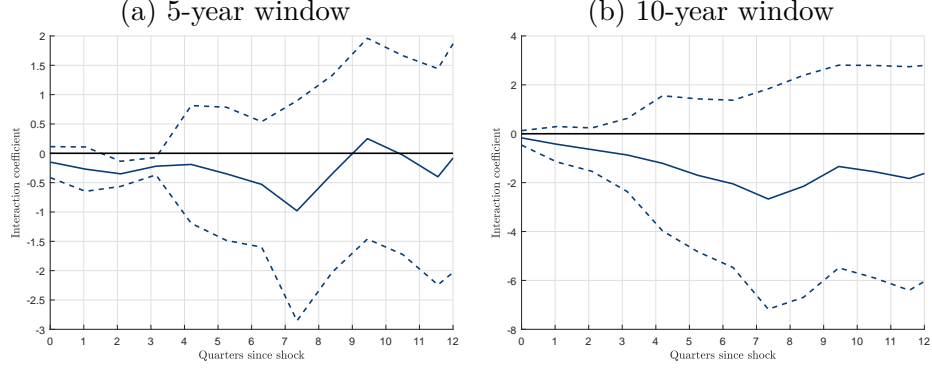 (a) 5-year window
(b) 10-year window
2
1.5
1
0.5
0
-0.5
-1
-1.5
-2
-2.5
-3
Interaction coefficient
0 1 2 3 4 5 6 7 8 9 10 11 12
Quarters since shock
4
2
0
-2
-4
-6
-8
Interaction coefficient
0 1 2 3 4 5 6 7 8 9 10 11 12
Quarters since shock